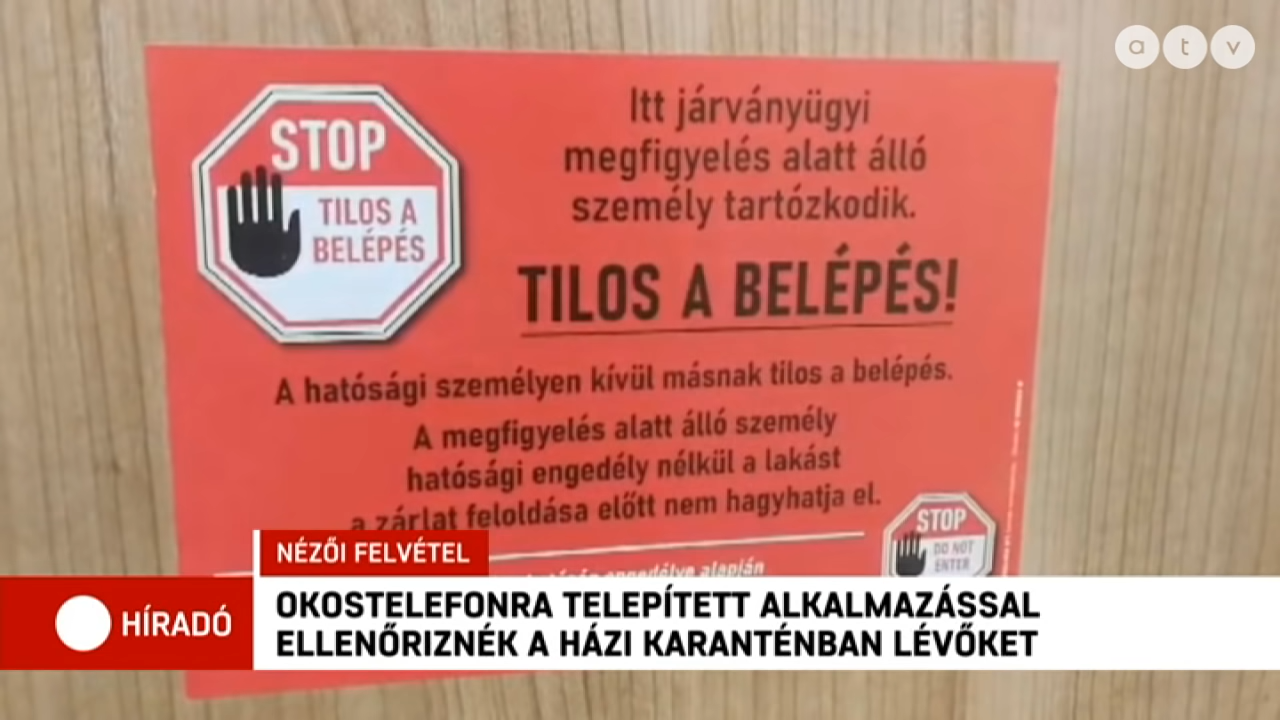 atv
STOP
TILOS A
BELÉPÉS
Itt járványügyi
megfigyelés alatt álló
személy tartózkodik.
TILOS A BELÉPÉS!
A hatósági személyen kívül másnak tilos a belépés.
A megfigyelés alatt álló személy
hatósági engedély nélkül a lakást
a zárlat feloldása előtt nem hagyhatja el.
engedélye alapján
STOP
DO NOT
ENTER
NÉZŐI FELVÉTEL
HÍRADÓ
OKOSTELEFONRA TELEPÍTETT ALKALMAZÁSSAL
ELLENŐRIZNÉK A HÁZI KARANTÉNBAN LÉVŐKET